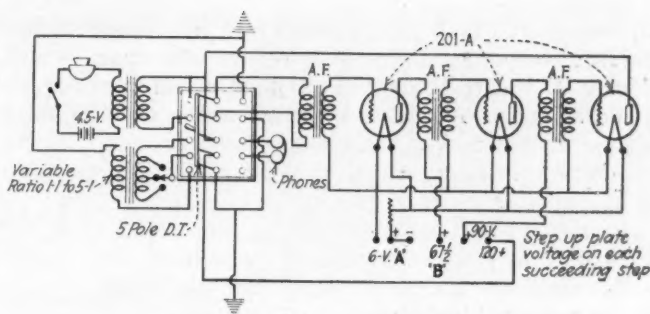 201-A
A.F.
A.F.
A.F.
4.5-V.
Variable
Ratio 1-1 to 5-1
Phones
5 Pole D.T.
6-V. "A"
+ -
+
67½
"B"
+90-V.
120+
Step up plate
voltage on each
succeeding step